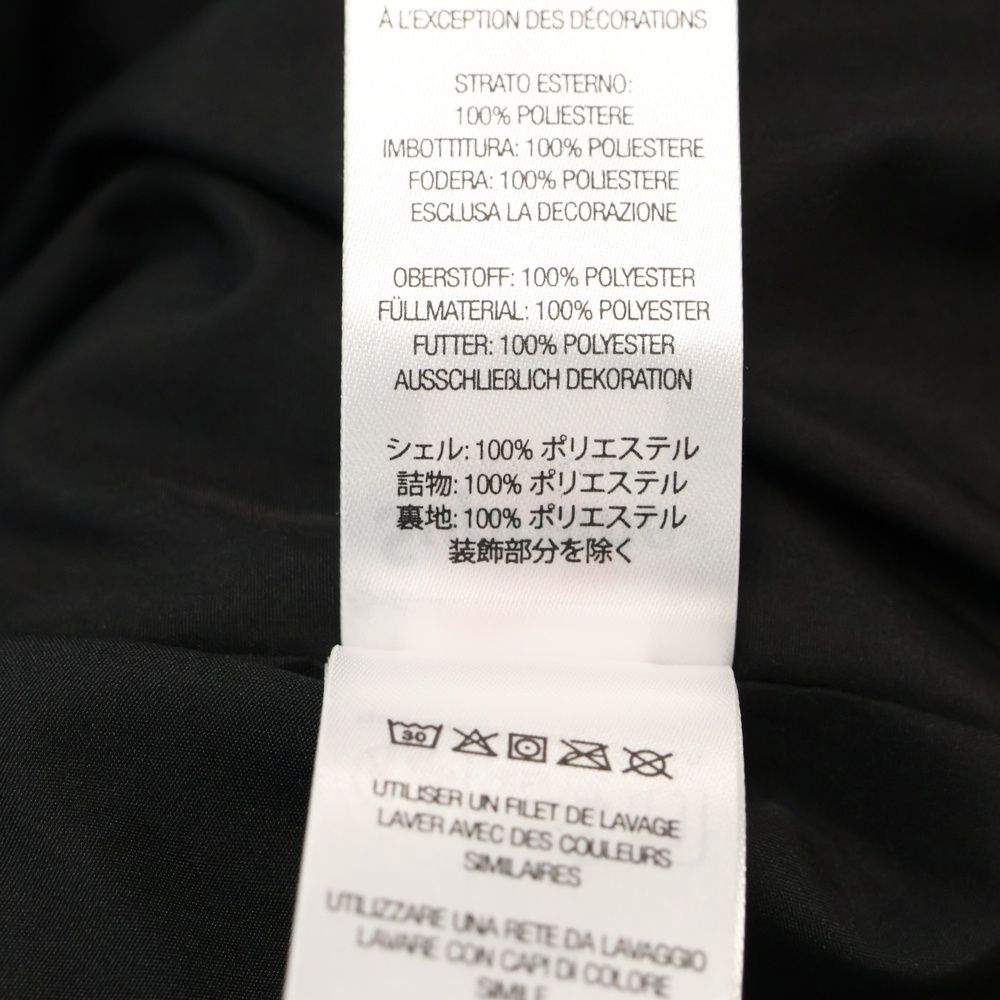 À L'EXCEPTION DES DÉCORATIONS
STRATO ESTERNO:
100% POLIESTERE
IMBOTTITURA: 100% POLIESTERE
FODERA: 100% POLIESTERE
ESCLUSA LA DECORAZIONE
OBERSTOFF: 100% POLYESTER
FÜLLMATERIAL: 100% POLYESTER
FUTTER: 100% POLYESTER
AUSSCHLIEßLICH DEKORATION
シェル: 100% ポリエステル
詰物: 100% ポリエステル
裏地: 100% ポリエステル
装飾部分を除く
30
UTILISER UN FILET DE LAVAGE
LAVER AVEC DES COULEURS
SIMILAIRES
UTILIZZARE UNA RETE DA LAVAGGIO
LAVARE CON CAPI DI COLORE
SIMILE